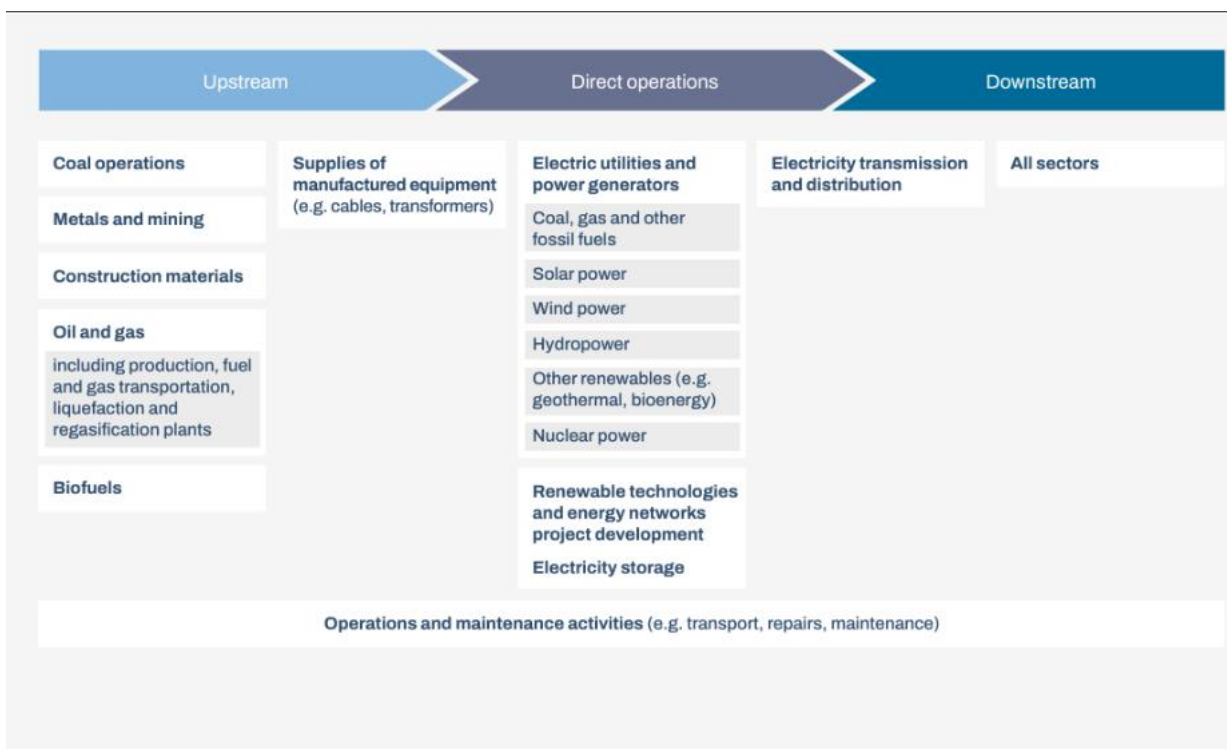 Upstream
Direct operations
Downstream
Coal operations
Metals and mining
Construction materials
Oil and gas
including production, fuel
and gas transportation,
liquefaction and
regasification plants
Biofuels
Supplies of
manufactured equipment
(e.g. cables, transformers)
Electric utilities and
power generators
Coal, gas and other
fossil fuels
Solar power
Wind power
Hydropower
Other renewables (e.g.
geothermal, bioenergy)
Nuclear power
Renewable technologies
and energy networks
project development
Electricity storage
Electricity transmission
and distribution
All sectors
Operations and maintenance activities (e.g. transport, repairs, maintenance)